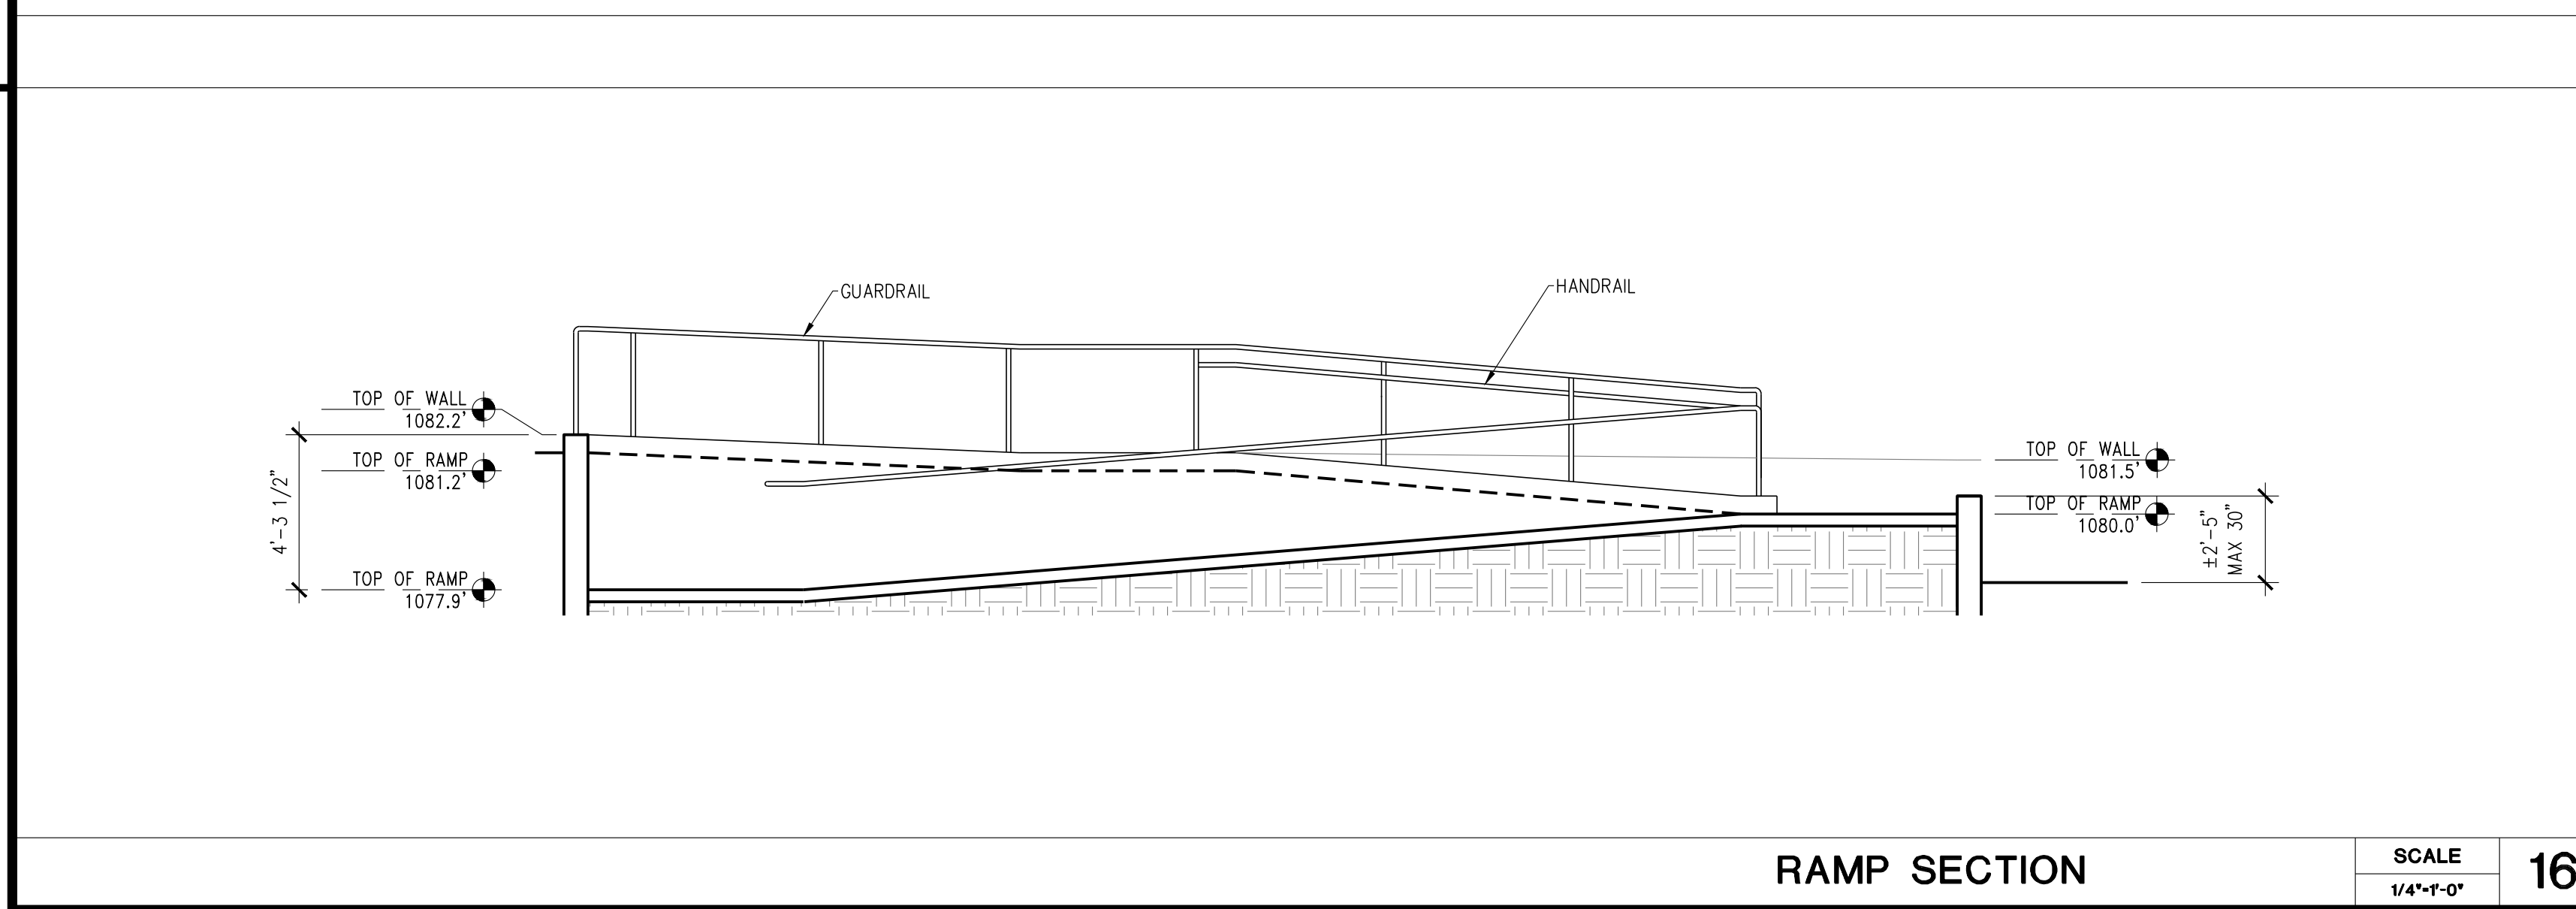 GUARDRAIL
HANDRAIL
TOP OF WALL
1082.2'
TOP OF RAMP
1081.2'
4'-3 1/2"
TOP OF RAMP
1077.9'
TOP OF WALL
1081.5'
TOP OF RAMP
1080.0'
±2'-5"
MAX 30"
RAMP SECTION
SCALE
1/4"=1'-0"
16